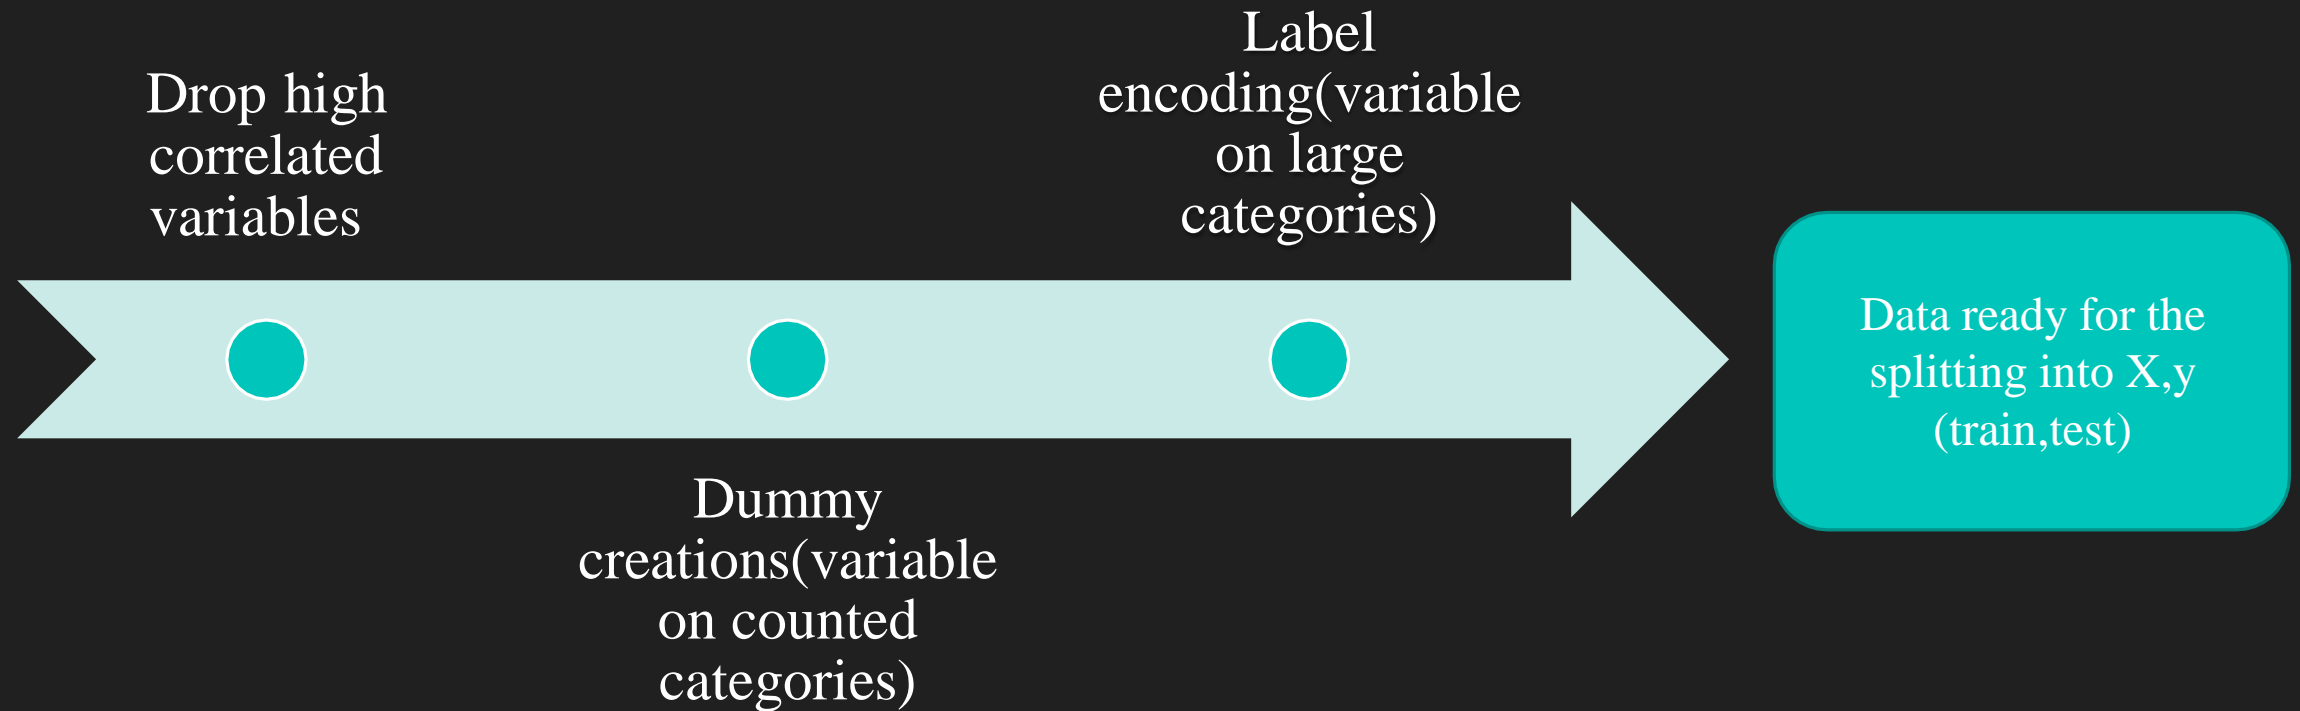 Drop high
correlated
variables
Dummy
creations(variable
on counted
categories)
Label
encoding(variable
on large
categories)
Data ready for the
splitting into X,y
(train,test)